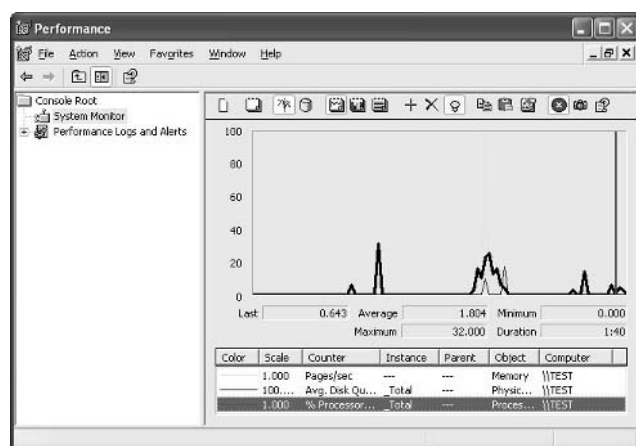 Performance
File Action View Favorites Window Help
Console Root
System Monitor
Performance Logs and Alerts
100
80
60
40
20
0
Last 0.643 Average 1.804 Minimum 0.000
Maximum 32.000 Duration 1:40
Color Scale Counter Instance Parent Object Computer
1.000 Pages/sec --- --- Memory \\TEST
100.... Avg. Disk Qu... _Total --- Physic... \\TEST
1.000 % Processor... _Total --- Proces... \\TEST